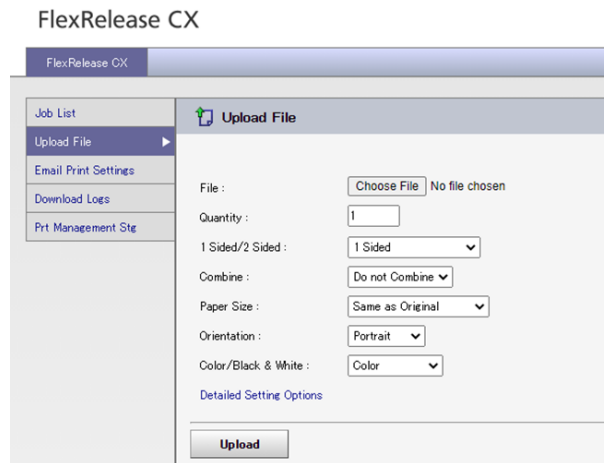 FlexRelease CX
FlexRelease CX
Job List
Upload File
Email Print Settings
Download Logs
Prt Management Stg
Upload File
File : Choose File No file chosen
Quantity : 1
1 Sided/2 Sided : 1 Sided
Combine : Do not Combine
Paper Size : Same as Original
Orientation : Portrait
Color/Black & White : Color
Detailed Setting Options
Upload